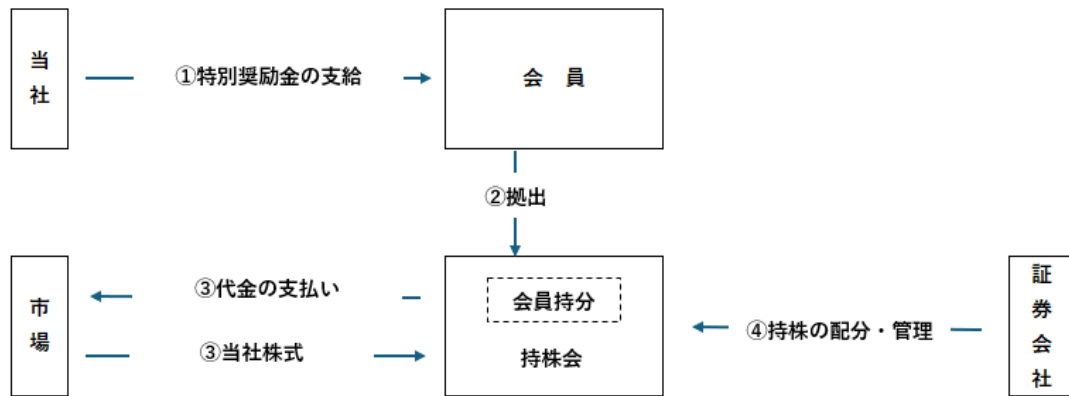 当社
①特別奨励金の支給
会　員
②拠出
市場
③代金の支払い
③当社株式
会員持分
持株会
④持株の配分・管理
証券会社